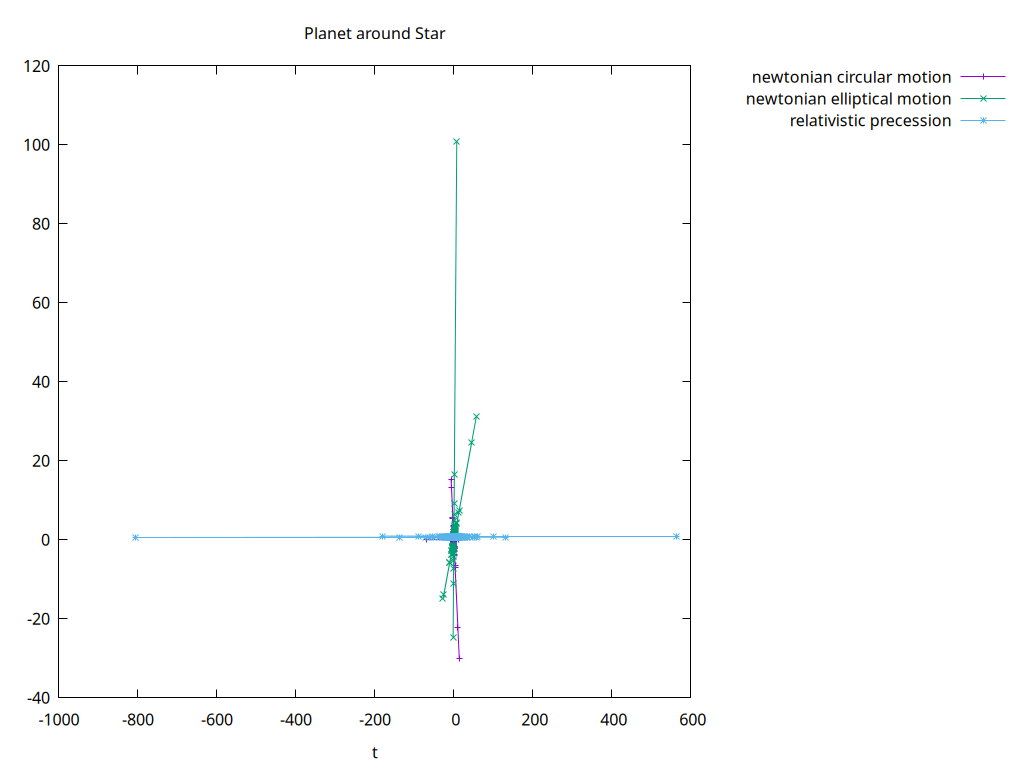 Planet around Star
newtonian circular motion
newtonian elliptical motion
relativistic precession
120
100
80
60
40
20
0
-20
-40
-1000 -800 -600 -400 -200 0 200 400 600
t